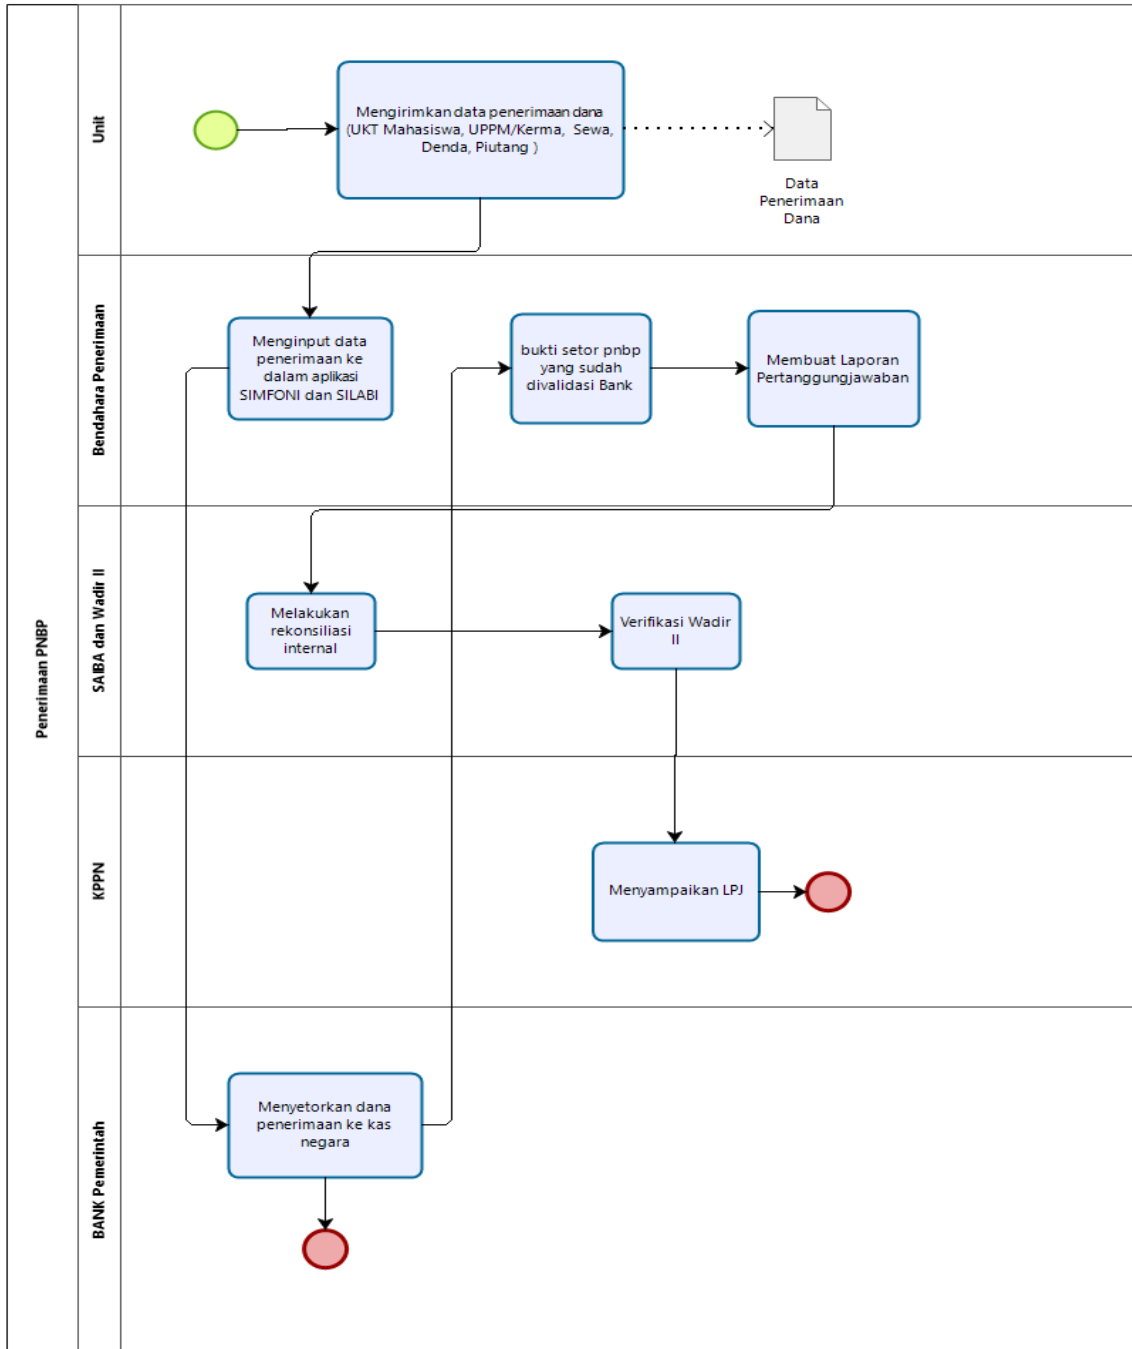 Penerimaan PNBP
Unit
Mengirimkan data penerimaan dana
(UKT Mahasiswa, UPPM/Kerma, Sewa,
Denda, Piutang )
Data
Penerimaan
Dana
Bendahara Penerimaan
Menginput data
penerimaan ke
dalam aplikasi
SIMFONI dan SILABI
bukti setor pnbp
yang sudah
divalidasi Bank
Membuat Laporan
Pertanggungjawaban
SAIBA dan Wadir II
Melakukan
rekonsiliasi
internal
Verifikasi Wadir
II
KPPN
Menyampaikan LPJ
BANK Pemerintah
Menyetorkan dana
penerimaan ke kas
negara